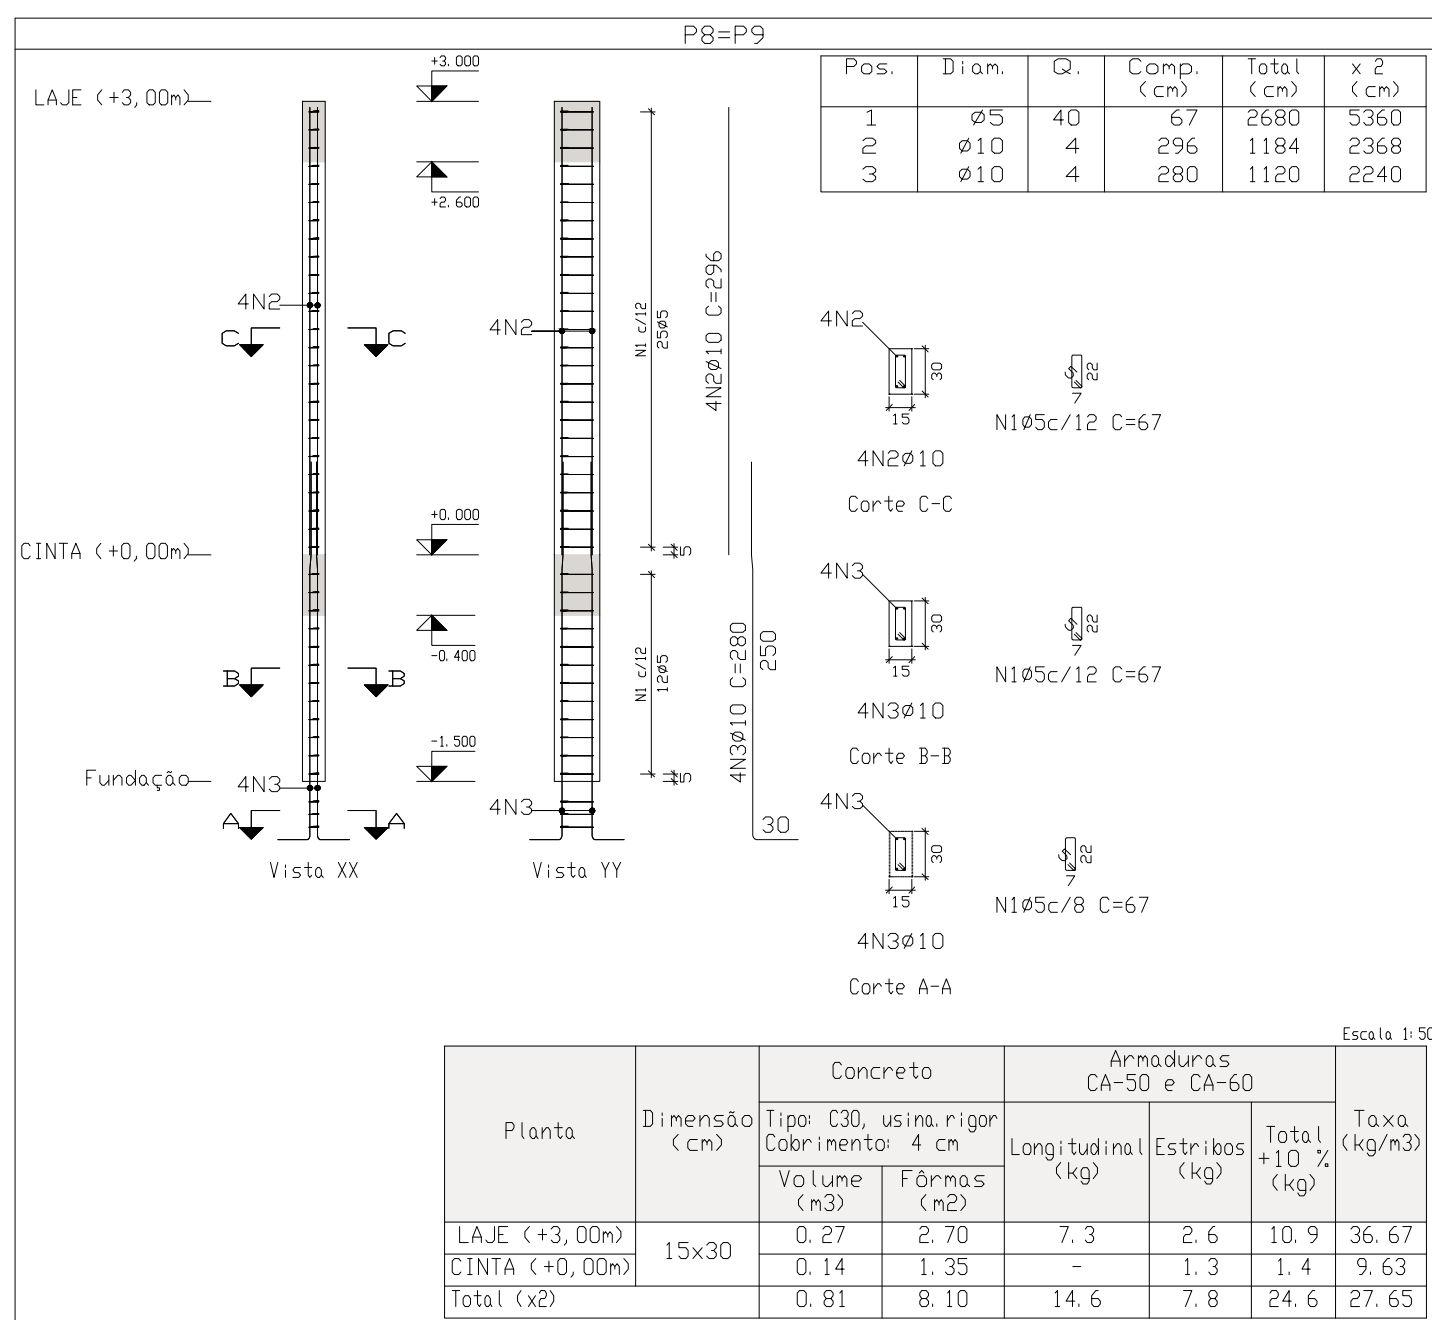 P8=P9
Pos. Diam. Q. Comp. (cm) Total (cm) x 2 (cm)
1 Ø5 40 67 2680 5360
2 Ø10 4 296 1184 2368
3 Ø10 4 280 1120 2240
LAJE (+3,00m)
+3.000
+2.600
4N2
C C
4N2
N1 c/12
25Ø5
4N2Ø10 C=296
CINTA (+0,00m)
+0.000
5
-0.400
B B
N1 c/12
12Ø5
4N3Ø10 C=280
250
-1.500
Fundação
5
4N3
4N3
A A
30
Vista XX
Vista YY
4N2
30
15
22
5
7
N1Ø5c/12 C=67
4N2Ø10
Corte C-C
4N3
30
15
22
5
7
N1Ø5c/12 C=67
4N3Ø10
Corte B-B
4N3
30
15
22
5
7
N1Ø5c/8 C=67
4N3Ø10
Corte A-A
Escala 1:50
Planta
Dimensão
(cm)
Concreto
Tipo: C30, usina.rigor
Cobrimento: 4 cm
Volume
(m3)
Fôrmas
(m2)
Armaduras
CA-50 e CA-60
Longitudinal
(kg)
Estribos
(kg)
Total
+10 %
(kg)
Taxa
(kg/m3)
LAJE (+3,00m) 15x30 0.27 2.70 7.3 2.6 10.9 36.67
CINTA (+0,00m) 0.14 1.35 - 1.3 1.4 9.63
Total (x2) 0.81 8.10 14.6 7.8 24.6 27.65